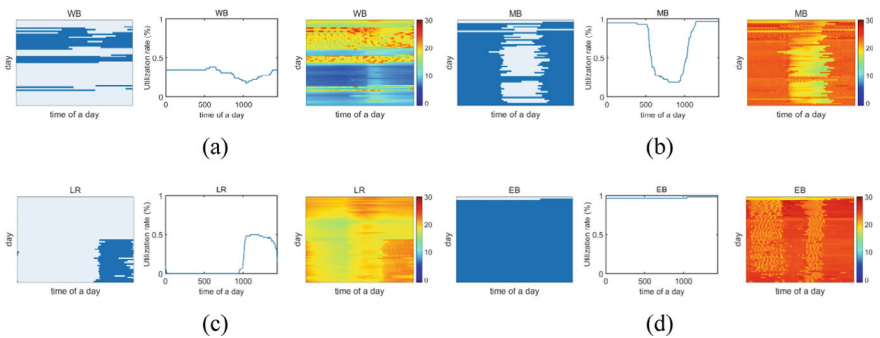 WB WB WB MB MB MB
day Utilization rate (%) day day Utilization rate (%) day
1 0.5 0 0 500 1000 30 20 10 0
1 0.5 0 0 500 1000 30 20 10 0
time of a day time of a day time of a day time of a day time of a day time of a day
(a) (b)
LR LR LR EB EB EB
day Utilization rate (%) day day Utilization rate (%) day
1 0.5 0 0 500 1000 30 20 10 0
1 0.5 0 0 500 1000 30 20 10 0
time of a day time of a day time of a day time of a day time of a day time of a day
(c) (d)